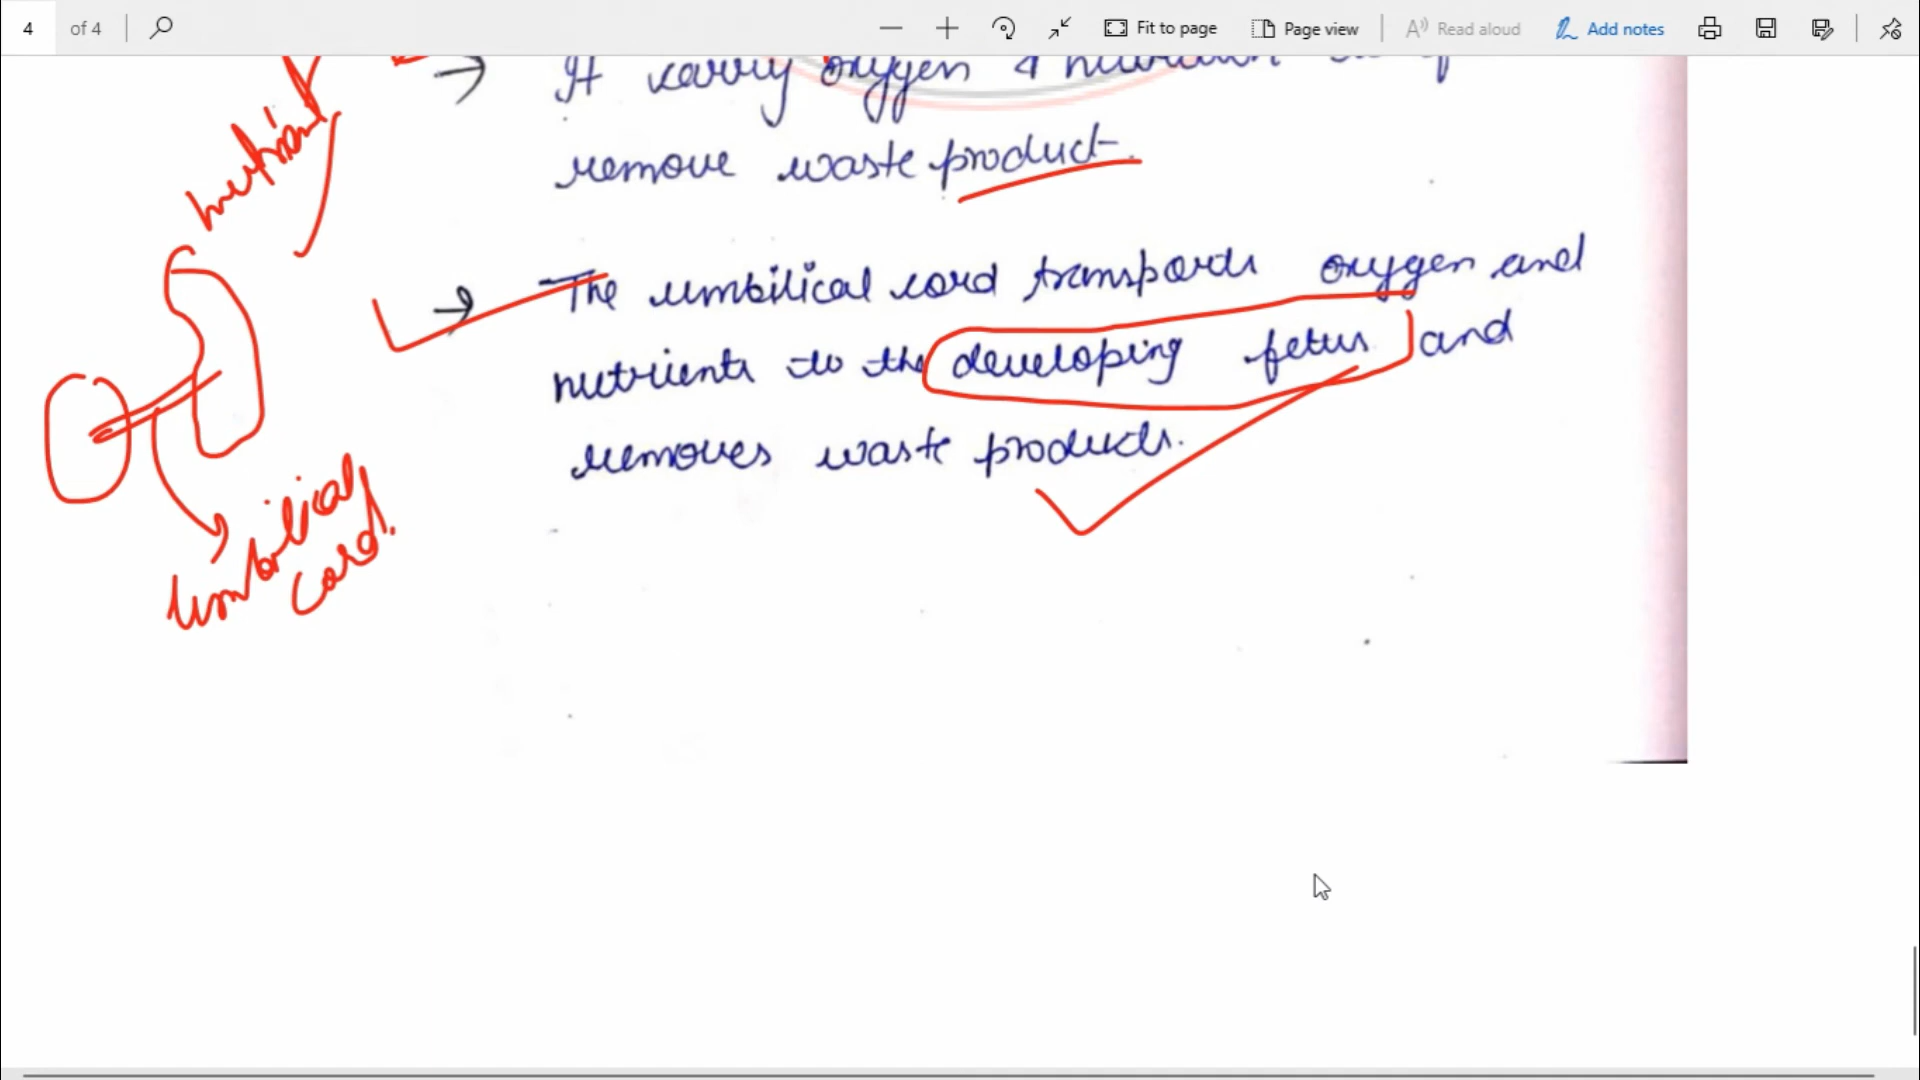 4 of 4 Fit to page Page view Read aloud Add notes
It carry oxygen &
remove waste product.
The umbilical cord transports oxygen and
nutrients to the developing fetus and
removes waste products.
umbilical
cord.